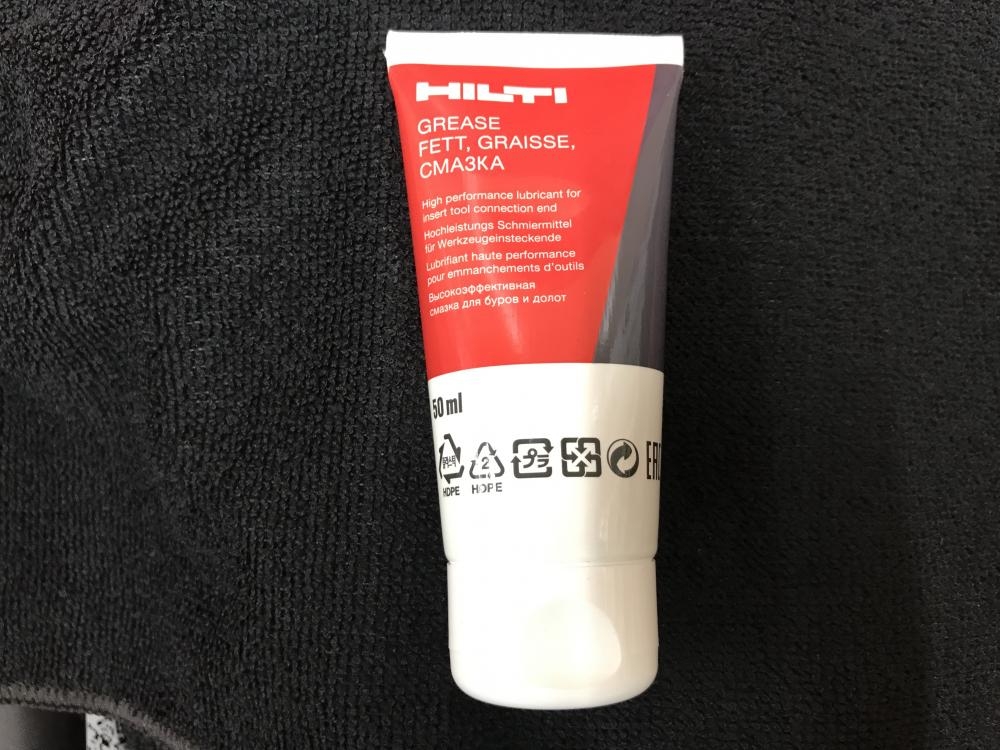 HILTI
GREASE
FETT, GRAISSE,
СМАЗКА
High performance lubricant for
insert tool connection end
Hochleistungs Schmiermittel
für Werkzeugeinsteckende
Lubrifiant haute performance
pour emmanchements d'outils
Высокоэффективная
смазка для буров и долот
50 ml
2
HDPE HDPE